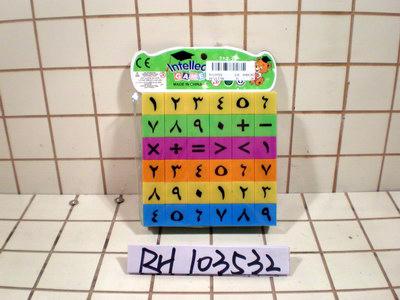 CE
Intellec
GAME
MADE IN CHINA
١ ٢ ٣ ٤ ٥ ٦
٧ ٨ ٩ ٠ + −
× ÷ = > < ١
٢ ٣ ٤ ٥ ٦ ٧
٨ ٩ ٠ ١ ٢ ٣
٤ ٥ ٦ ٧ ٨ ٩
RH 103532